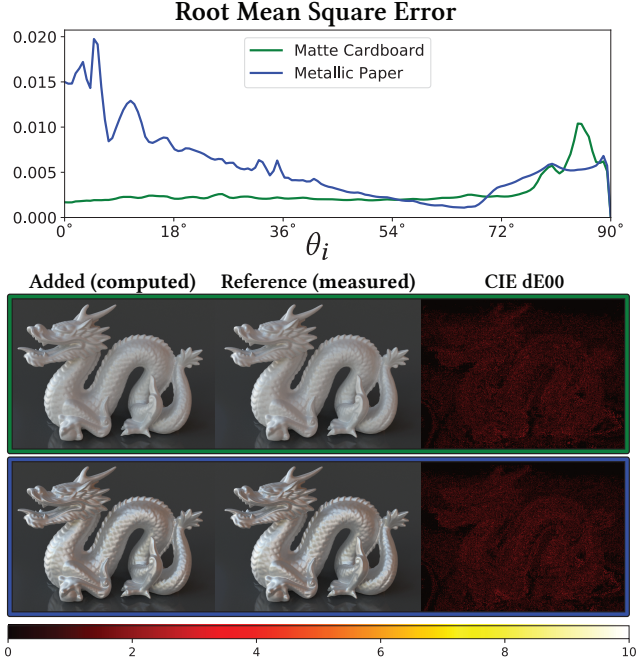 Root Mean Square Error
0.020
0.015
0.010
0.005
0.000
Matte Cardboard
Metallic Paper
0° 18° 36° 54° 72° 90°
θi
Added (computed) Reference (measured) CIE dE00
0 2 4 6 8 10